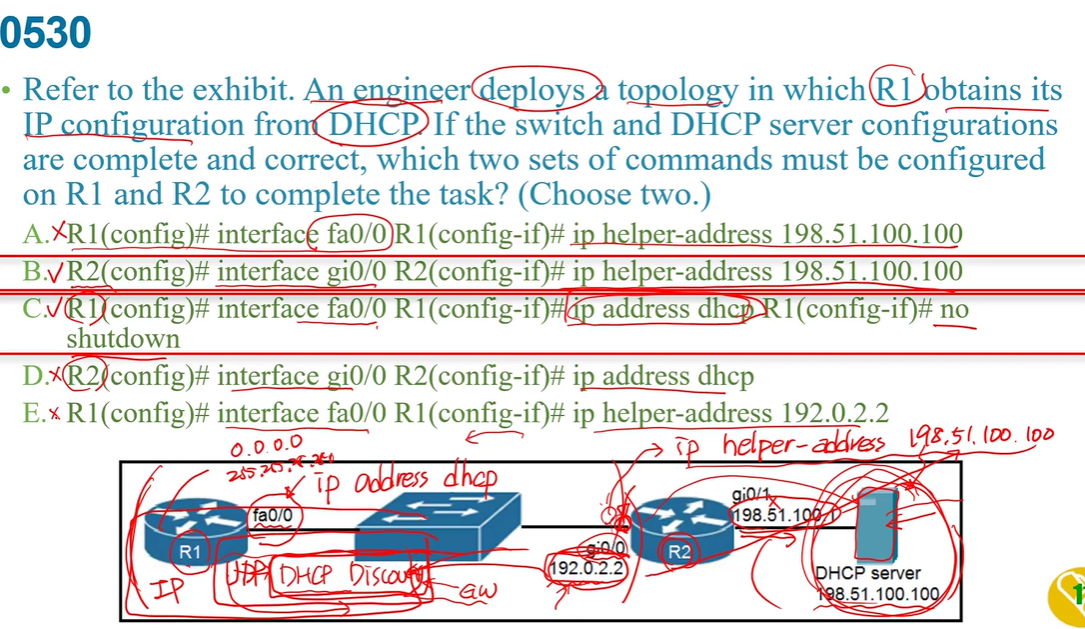 0530
• Refer to the exhibit. An engineer deploys a topology in which R1 obtains its
IP configuration from DHCP. If the switch and DHCP server configurations
are complete and correct, which two sets of commands must be configured
on R1 and R2 to complete the task? (Choose two.)
A. R1(config)# interface fa0/0 R1(config-if)# ip helper-address 198.51.100.100
B. R2(config)# interface gi0/0 R2(config-if)# ip helper-address 198.51.100.100
C. R1(config)# interface fa0/0 R1(config-if)# ip address dhcp R1(config-if)# no
shutdown
D. R2(config)# interface gi0/0 R2(config-if)# ip address dhcp
E. R1(config)# interface fa0/0 R1(config-if)# ip helper-address 192.0.2.2
0.0.0.0
ip helper-address 198.51.100.100
ip address dhcp
fa0/0
gi0/1
198.51.100.1
R1
gi0/0
R2
192.0.2.2
IP
UDP
DHCP Discover
GW
DHCP server
198.51.100.100